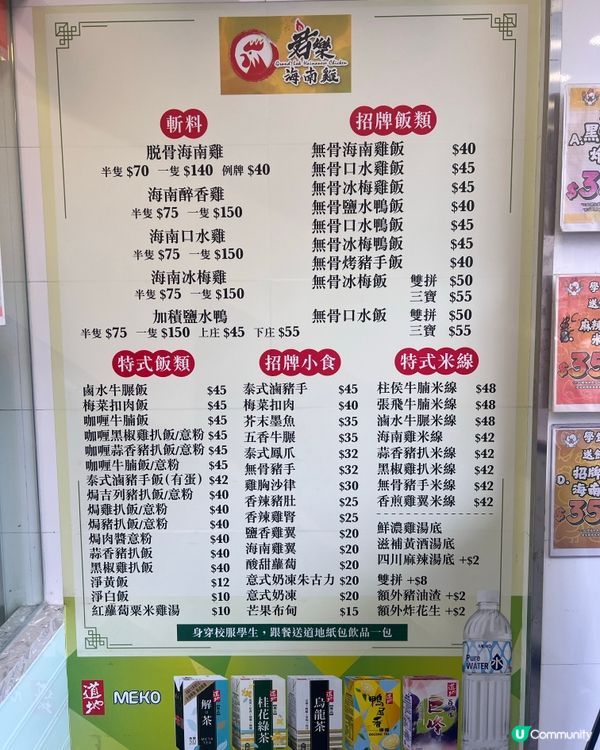 君樂
Grand Lok Hainanese Chicken
海南雞
斬料
脫骨海南雞
半隻 $70 一隻 $140 例牌 $40
海南醉香雞
半隻 $75 一隻 $150
海南口水雞
半隻 $75 一隻 $150
海南冰梅雞
半隻 $75 一隻 $150
加積鹽水鴨
半隻 $75 一隻 $150 上庄 $45 下庄 $55
招牌飯類
無骨海南雞飯 $40
無骨口水雞飯 $45
無骨冰梅雞飯 $45
無骨鹽水鴨飯 $40
無骨口水鴨飯 $45
無骨冰梅鴨飯 $45
無骨烤豬手飯 $40
無骨冰梅飯 雙拼 $50
三寶 $55
無骨口水飯 雙拼 $50
三寶 $55
特式飯類
鹵水牛𦟌飯 $45
梅菜扣肉飯 $45
咖喱牛腩飯 $45
咖喱黑椒雞扒飯/意粉 $45
咖喱蒜香豬扒飯/意粉 $45
咖喱牛腩飯/意粉 $45
泰式滷豬手飯(有蛋) $42
焗吉列豬扒飯/意粉 $40
焗雞扒飯/意粉 $40
焗豬扒飯/意粉 $40
焗肉醬意粉 $40
蒜香豬扒飯 $40
黑椒雞扒飯 $40
淨黃飯 $12
淨白飯 $10
紅蘿蔔粟米雞湯 $10
招牌小食
泰式滷豬手 $45
梅菜扣肉 $40
芥末墨魚 $35
五香牛𦟌 $35
泰式鳳爪 $32
無骨豬手 $32
雞胸沙律 $30
香辣豬肚 $25
香辣雞腎 $25
鹽香雞翼 $20
海南雞翼 $20
酸甜蘿蔔 $20
意式奶凍朱古力 $20
意式奶凍 $20
芒果布甸 $15
特式米線
柱侯牛腩米線 $48
張飛牛腩米線 $48
滷水牛𦟌米線 $48
海南雞米線 $42
蒜香豬扒米線 $42
黑椒雞扒米線 $42
無骨豬手米線 $42
香煎雞翼米線 $42
鮮濃雞湯底
滋補黃酒湯底
四川麻辣湯底 +$2
雙拼 +$8
額外豬油渣 +$2
額外炸花生 +$2
身穿校服學生，跟餐送道地紙包飲品一包
道地
MEKO
解茶
桂花綠茶
烏龍茶
鴨屎香
巨峰
MEKO
Pure
WATER 水
A.
D.
$35
U Community